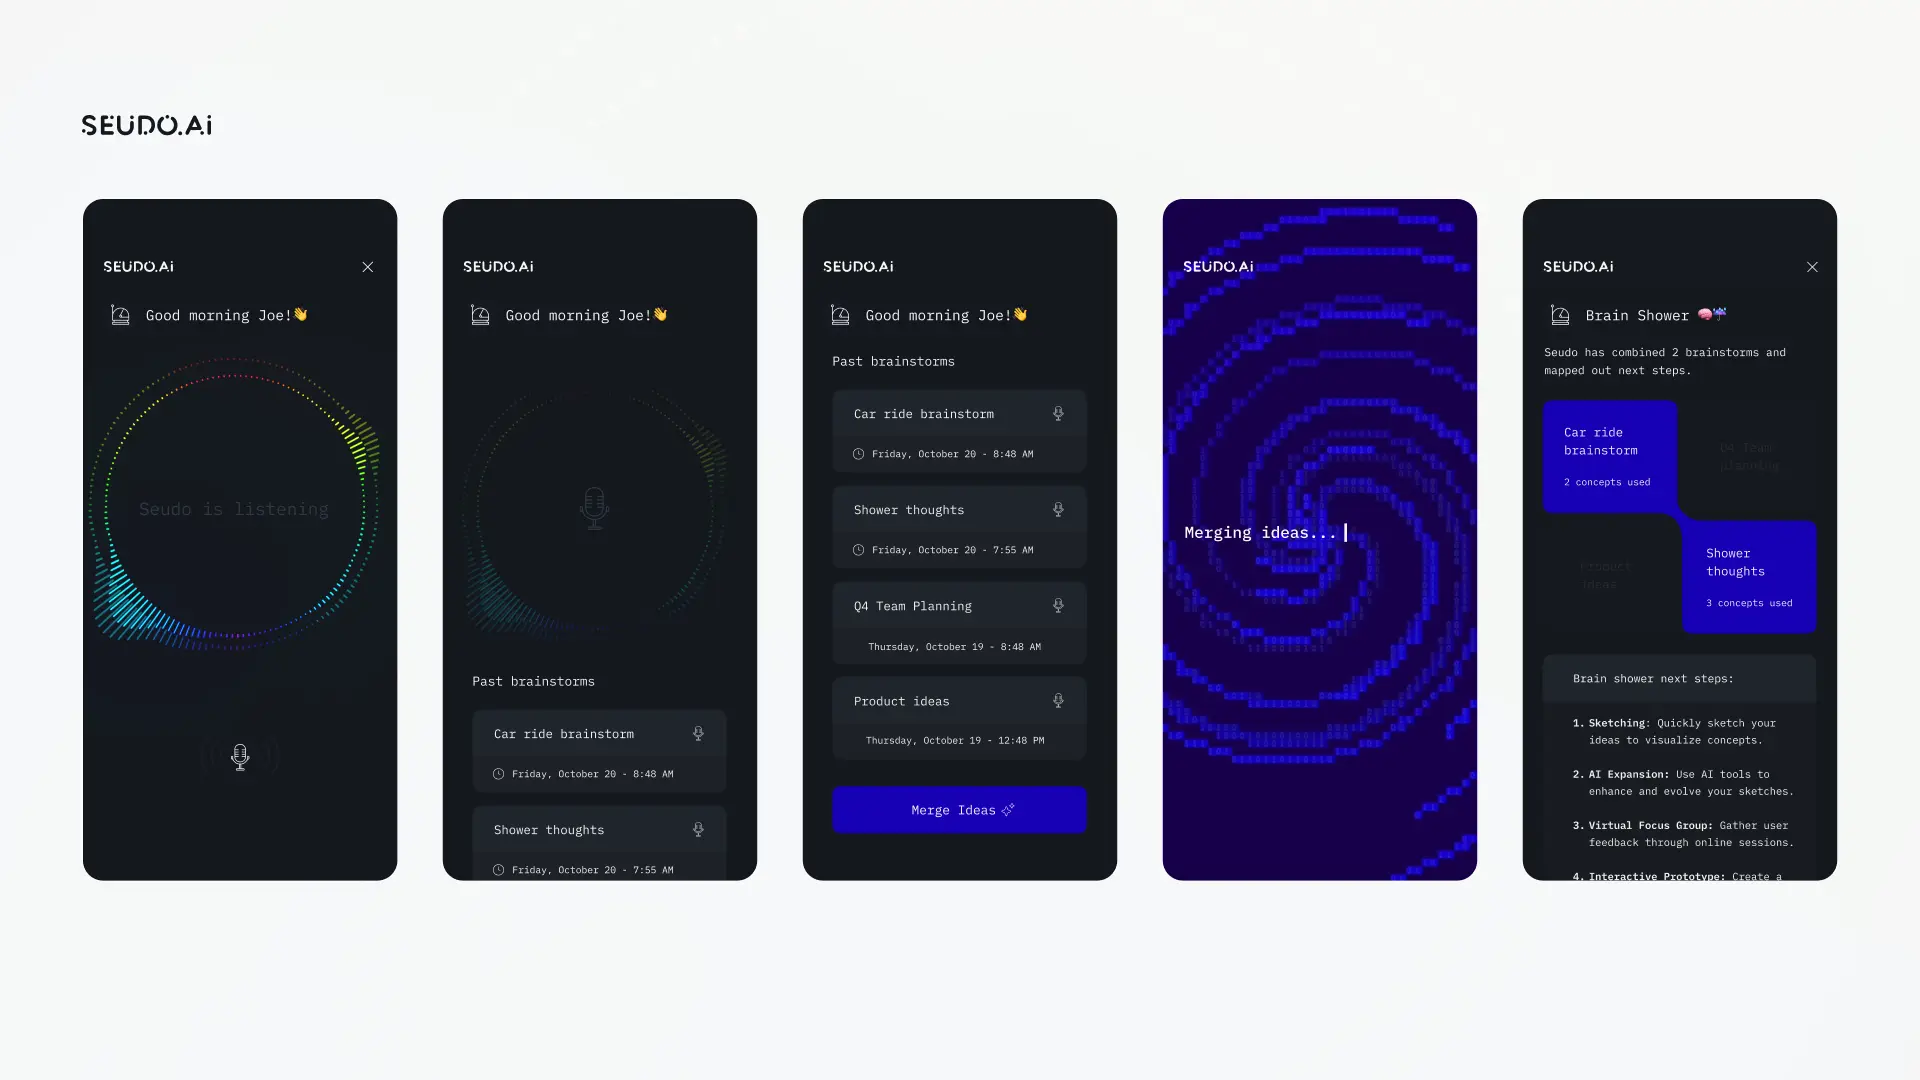 SEUDO.Ai
SEUDO.Ai
Good morning Joe!👋
Seudo is listening
SEUDO.Ai
Good morning Joe!👋
Past brainstorms
Car ride brainstorm
Friday, October 20 - 8:48 AM
Shower thoughts
Friday, October 20 - 7:55 AM
SEUDO.Ai
Good morning Joe!👋
Past brainstorms
Car ride brainstorm
Friday, October 20 - 8:48 AM
Shower thoughts
Friday, October 20 - 7:55 AM
Q4 Team Planning
Thursday, October 19 - 8:48 AM
Product ideas
Thursday, October 19 - 12:48 PM
Merge Ideas
SEUDO.Ai
Merging ideas...
SEUDO.Ai
Brain Shower 🧠☔
Seudo has combined 2 brainstorms and
mapped out next steps.
Car ride
brainstorm
2 concepts used
Q4 Team
planning
Product
Ideas
Shower
thoughts
3 concepts used
Brain shower next steps:
1. Sketching: Quickly sketch your
ideas to visualize concepts.
2. AI Expansion: Use AI tools to
enhance and evolve your sketches.
3. Virtual Focus Group: Gather user
feedback through online sessions.
4. Interactive Prototype: Create a